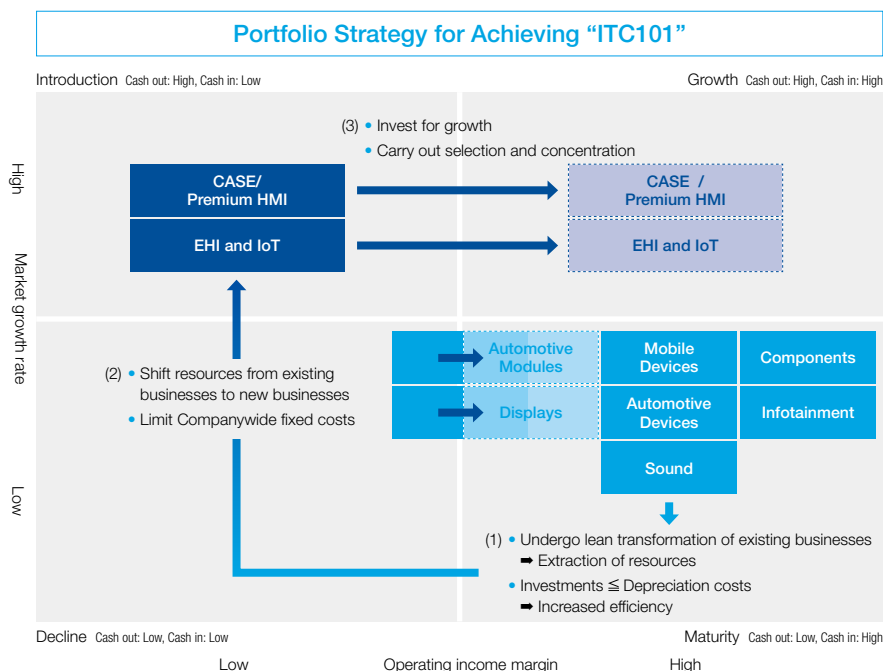 Portfolio Strategy for Achieving “ITC101”
Introduction Cash out: High, Cash in: Low
Growth Cash out: High, Cash in: High
(3) • Invest for growth
• Carry out selection and concentration
High
Market growth rate
Low
CASE/
Premium HMI
EHI and IoT
CASE /
Premium HMI
EHI and IoT
(2) • Shift resources from existing
businesses to new businesses
• Limit Companywide fixed costs
Automotive
Modules
Mobile
Devices
Components
Displays
Automotive
Devices
Infotainment
Sound
(1) • Undergo lean transformation of existing businesses
➡ Extraction of resources
• Investments ≦ Depreciation costs
➡ Increased efficiency
Decline Cash out: Low, Cash in: Low
Maturity Cash out: Low, Cash in: High
Low
Operating income margin
High